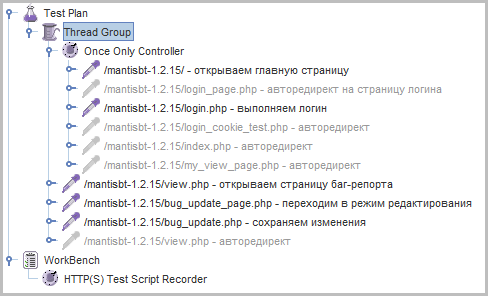 Test Plan
Thread Group
Once Only Controller
/mantisbt-1.2.15/ - открываем главную страницу
/mantisbt-1.2.15/login_page.php - авторедирект на страницу логина
/mantisbt-1.2.15/login.php - выполняем логин
/mantisbt-1.2.15/login_cookie_test.php - авторедирект
/mantisbt-1.2.15/index.php - авторедирект
/mantisbt-1.2.15/my_view_page.php - авторедирект
/mantisbt-1.2.15/view.php - открываем страницу баг-репорта
/mantisbt-1.2.15/bug_update_page.php - переходим в режим редактирования
/mantisbt-1.2.15/bug_update.php - сохраняем изменения
/mantisbt-1.2.15/view.php - авторедирект
WorkBench
HTTP(S) Test Script Recorder